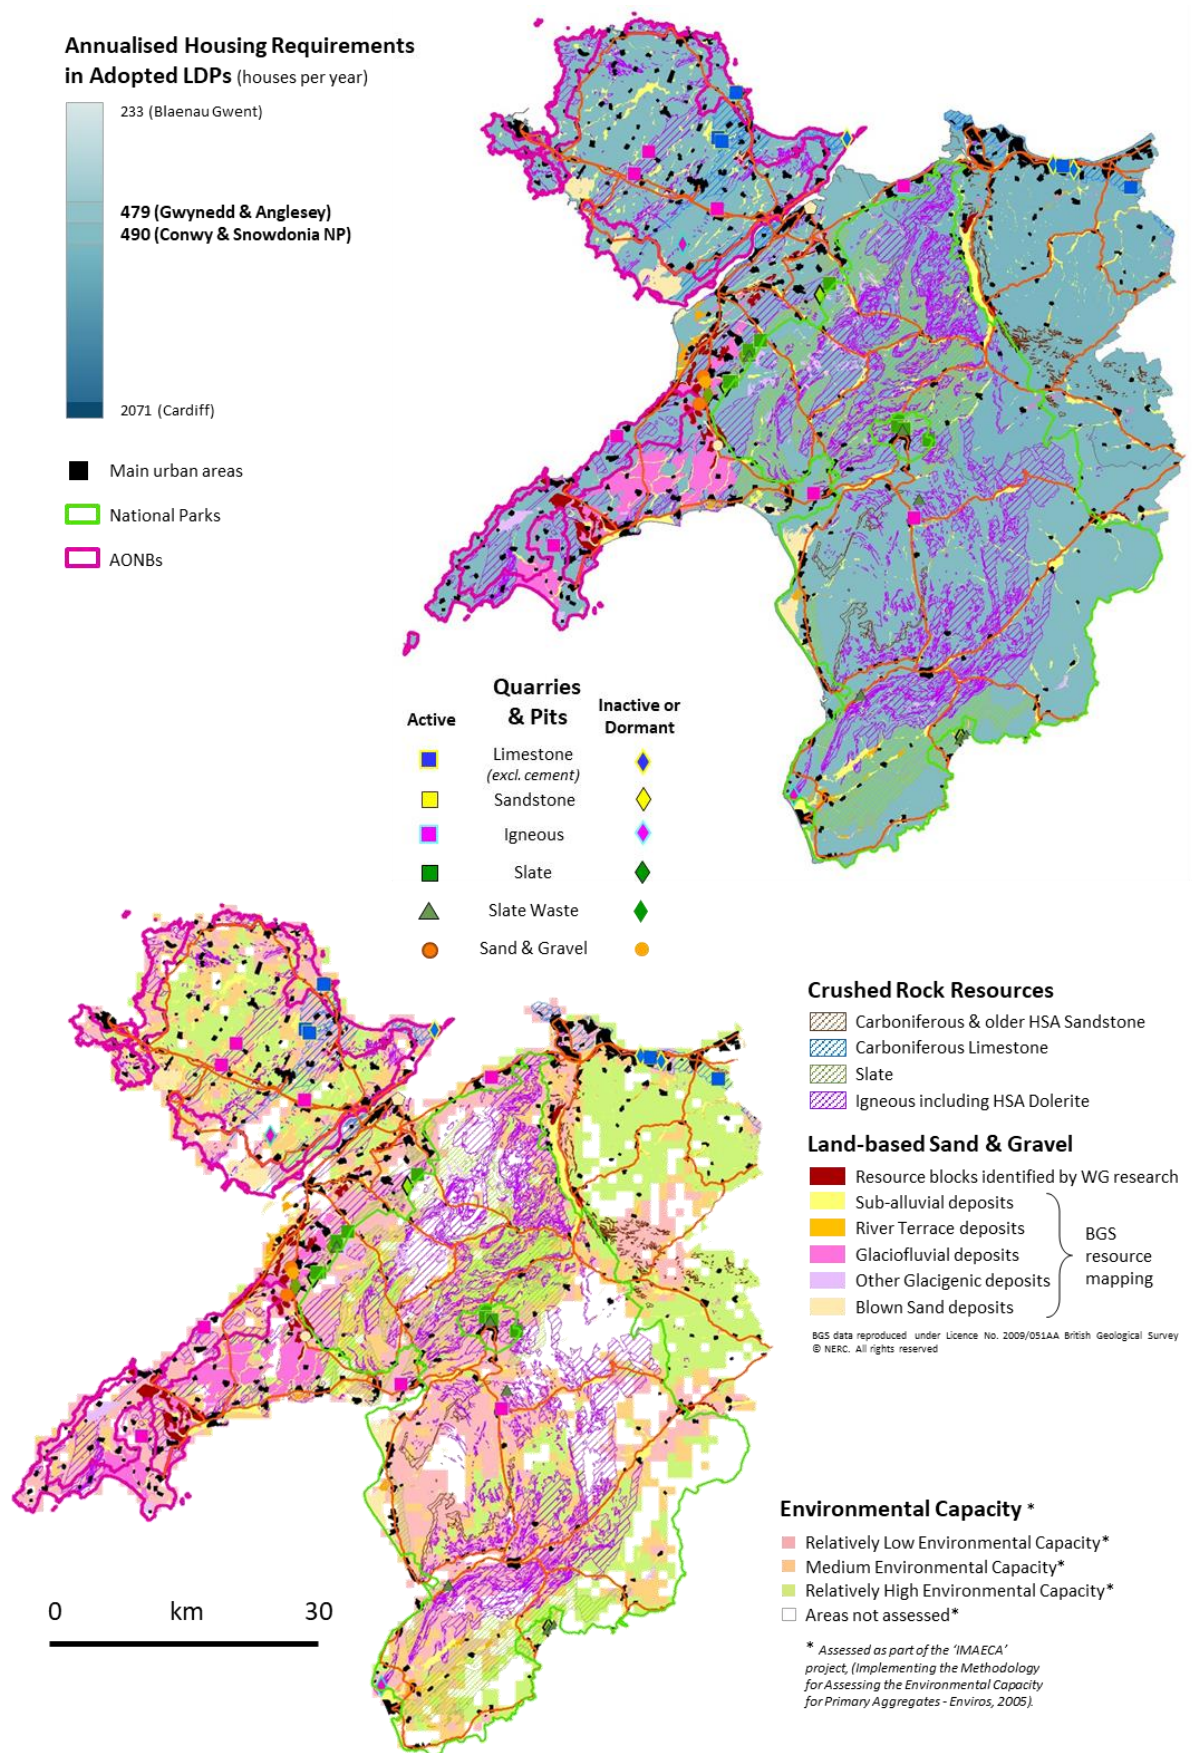 Annualised Housing Requirements
in Adopted LDPs (houses per year)
233 (Blaenau Gwent)
479 (Gwynedd & Anglesey)
490 (Conwy & Snowdonia NP)
2071 (Cardiff)
Main urban areas
National Parks
AONBs
Quarries
& Pits
Active
Inactive or
Dormant
Limestone
(excl. cement)
Sandstone
Igneous
Slate
Slate Waste
Sand & Gravel
Crushed Rock Resources
Carboniferous & older HSA Sandstone
Carboniferous Limestone
Slate
Igneous including HSA Dolerite
Land-based Sand & Gravel
Resource blocks identified by WG research
Sub-alluvial deposits
River Terrace deposits
Glaciofluvial deposits
Other Glacigenic deposits
Blown Sand deposits
BGS
resource
mapping
BGS data reproduced under Licence No. 2009/051AA British Geological Survey
© NERC. All rights reserved
Environmental Capacity *
Relatively Low Environmental Capacity*
Medium Environmental Capacity*
Relatively High Environmental Capacity*
Areas not assessed*
* Assessed as part of the ‘IMAECA’
project, (Implementing the Methodology
for Assessing the Environmental Capacity
for Primary Aggregates - Enviros, 2005).
0 km 30